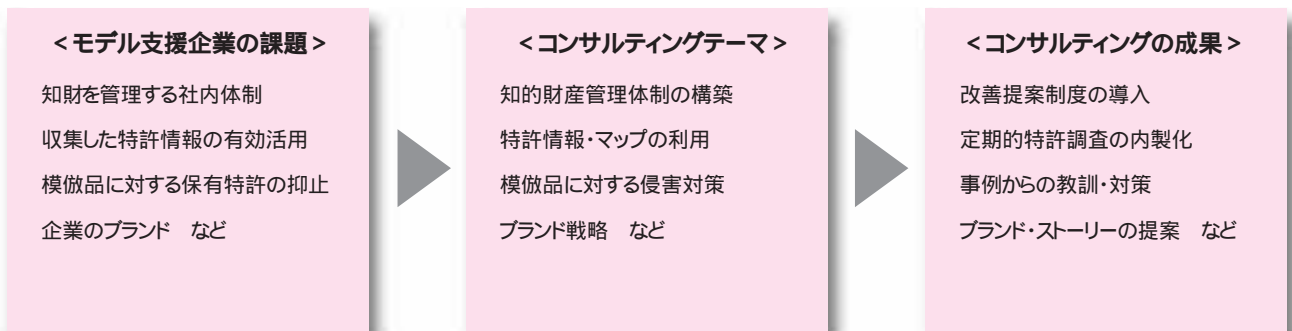 <モデル支援企業の課題>
知財を管理する社内体制
収集した特許情報の有効活用
模倣品に対する保有特許の抑止
企業のブランド　など
<コンサルティングテーマ>
知的財産管理体制の構築
特許情報・マップの利用
模倣品に対する侵害対策
ブランド戦略　など
<コンサルティングの成果>
改善提案制度の導入
定期的特許調査の内製化
事例からの教訓・対策
ブランド・ストーリーの提案　など